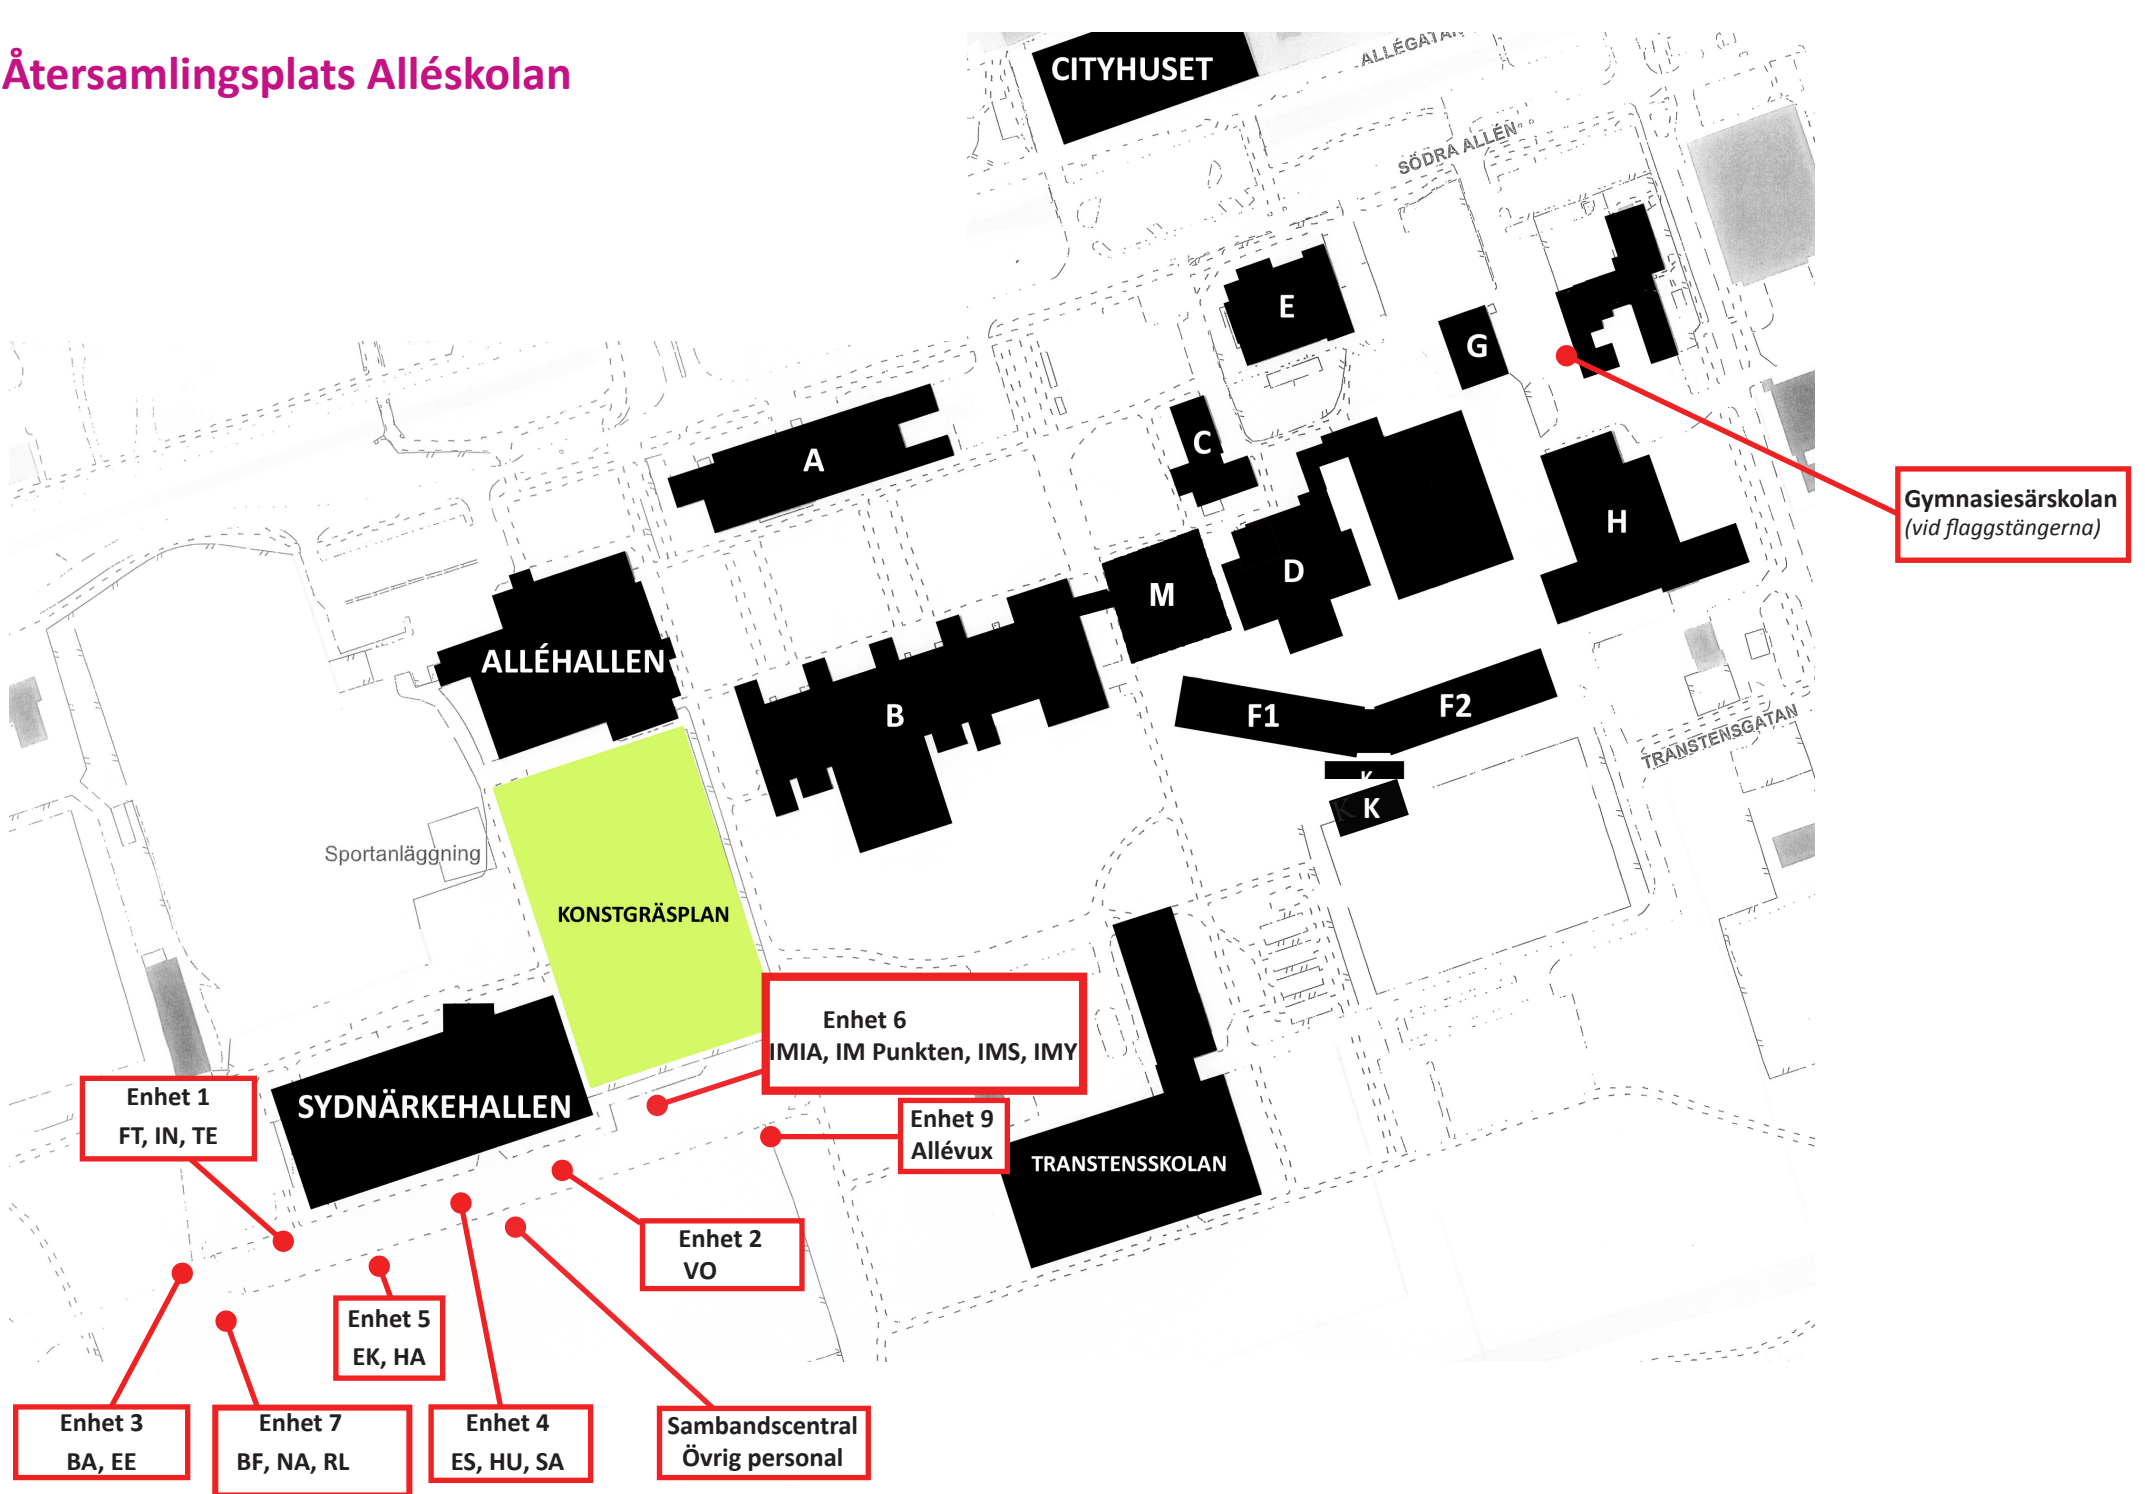 Återsamlingsplats Alléskolan
CITYHUSET
ALLÉGATAN
SÖDRA ALLÉN
E
G
C
A
Gymnasiesärskolan
(vid flaggstängerna)
H
D
M
ALLÉHALLEN
B
F1
F2
TRANSTENSGATAN
K
K K
Sportanläggning
KONSTGRÄSPLAN
Enhet 6
IMIA, IM Punkten, IMS, IMY
SYDNÄRKEHALLEN
Enhet 1
FT, IN, TE
Enhet 9
Allévux
TRANSTENSSKOLAN
Enhet 2
VO
Enhet 5
EK, HA
Enhet 3
BA, EE
Enhet 7
BF, NA, RL
Enhet 4
ES, HU, SA
Sambandscentral
Övrig personal